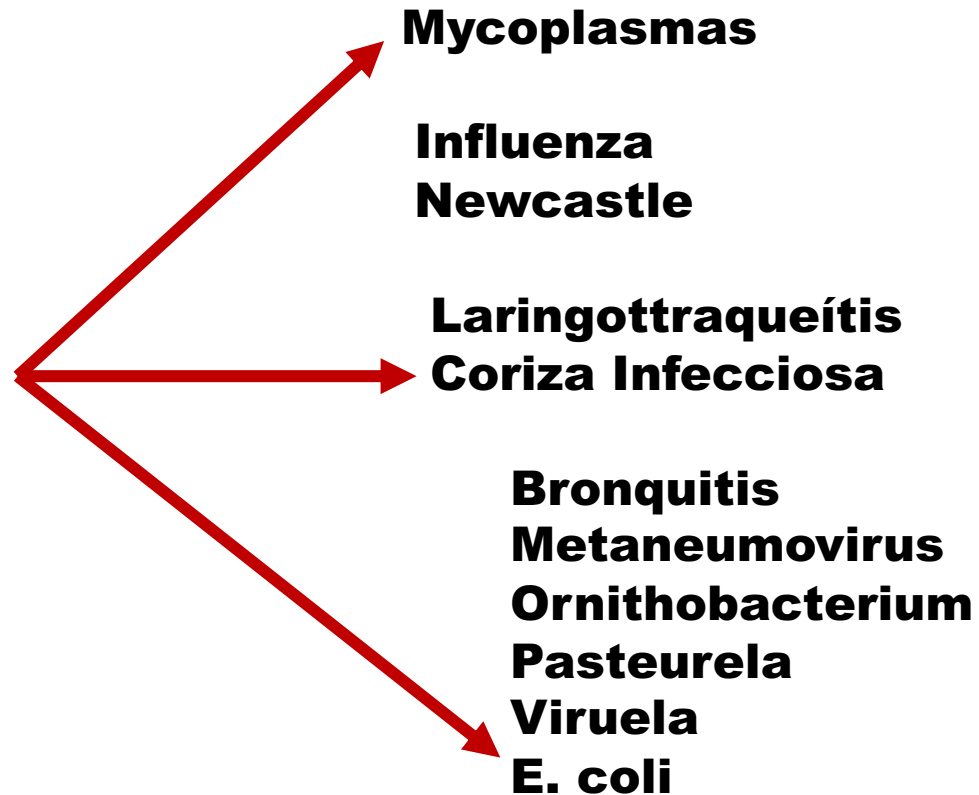 Mycoplasmas
Influenza
Newcastle
Laringottraqueítis
Coriza Infecciosa
Bronquitis
Metaneumovirus
Ornithobacterium
Pasteurela
Viruela
E. coli